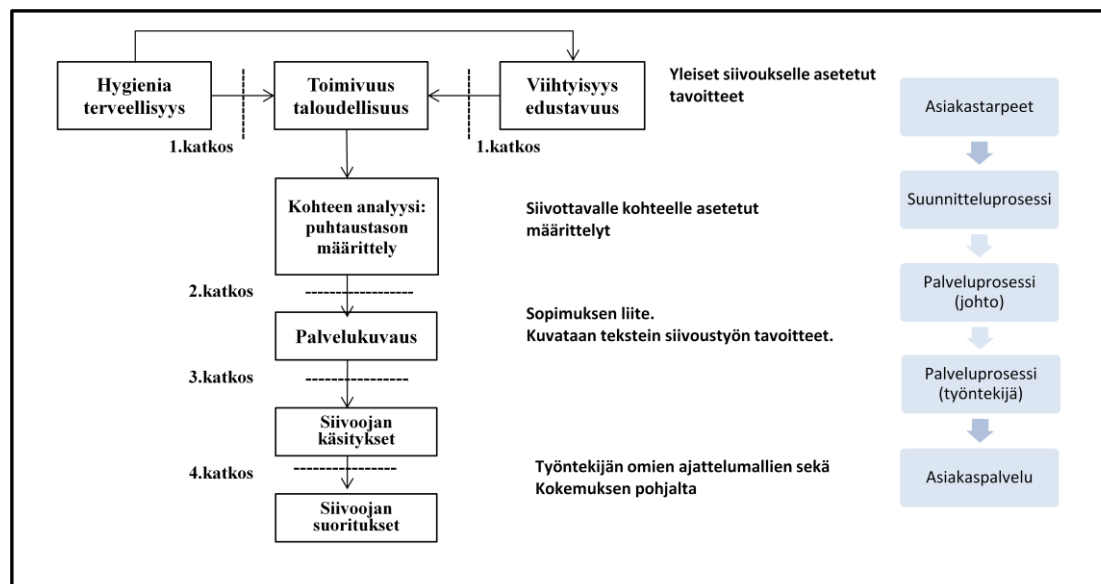 Hygienia
terveellisyys
Toimivuus
taloudellisuus
Viihtyisyys
edustavuus
Yleiset siivoukselle asetetut
tavoitteet
1.katkos
1.katkos
Kohteen analyysi:
puhtaustason
määrittely
Siivottavalle kohteelle asetetut
määrittelyt
2.katkos
Palvelukuvaus
Sopimuksen liite.
Kuvataan tekstein siivoustyön tavoitteet.
3.katkos
Siivoojan
käsitykset
4.katkos
Työntekijän omien ajattelumallien sekä
Kokemuksen pohjalta
Siivoojan
suoritukset
Asiakastarpeet
Suunnitteluprosessi
Palveluprosessi
(johto)
Palveluprosessi
(työntekijä)
Asiakaspalvelu